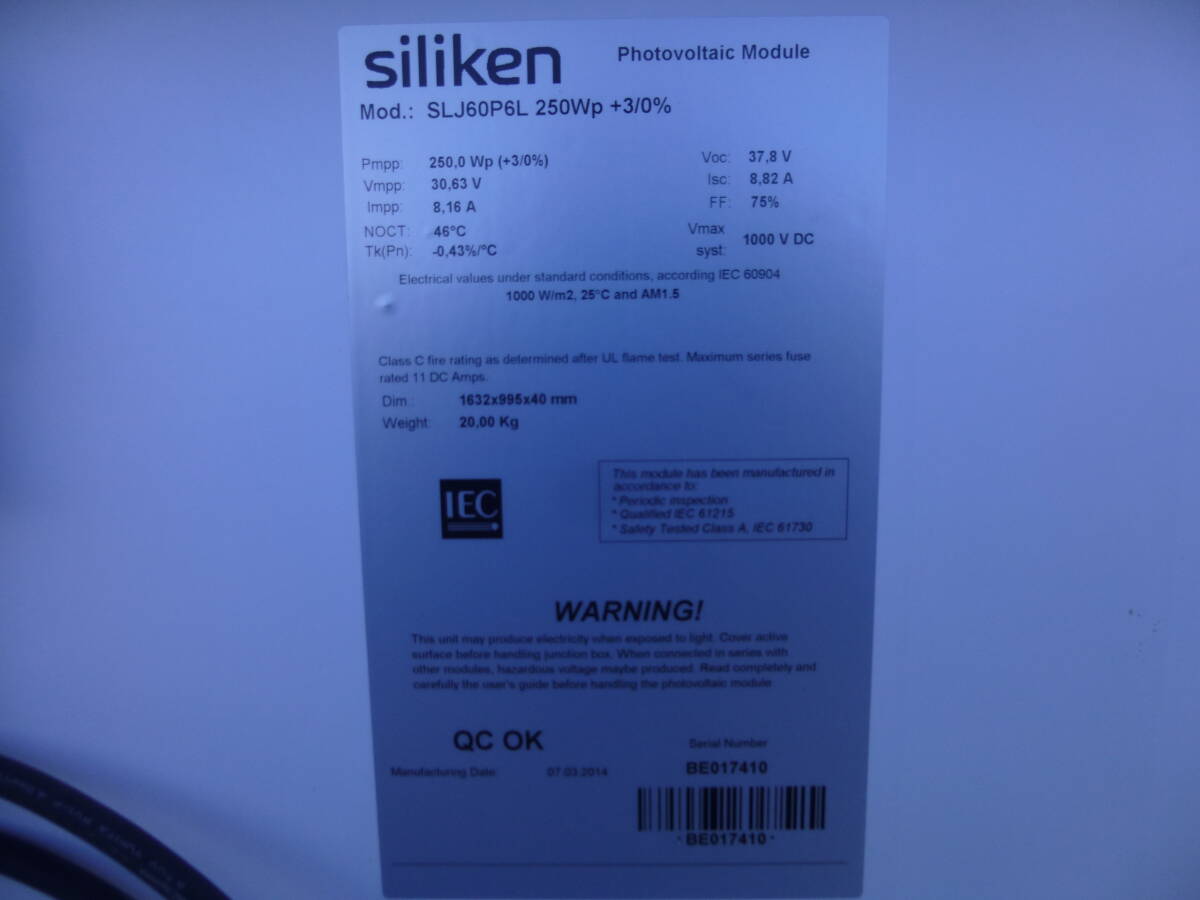 siliken Photovoltaic Module
Mod.: SLJ60P6L 250Wp +3/0%
Pmpp: 250,0 Wp (+3/0%) Voc: 37,8 V
Vmpp: 30,63 V Isc: 8,82 A
Impp: 8,16 A FF: 75%
NOCT: 46°C Vmax
Tk(Pn): -0,43%/°C syst: 1000 V DC
Electrical values under standard conditions, according IEC 60904
1000 W/m2, 25°C and AM1.5
Class C fire rating as determined after UL flame test. Maximum series fuse
rated 11 DC Amps.
Dim.: 1632x995x40 mm
Weight: 20,00 Kg
IEC
This module has been manufactured in
accordance to:
* Periodic inspection
* Qualified IEC 61215
* Safety Tested Class A, IEC 61730
WARNING!
This unit may produce electricity when exposed to light. Cover active
surface before handling junction box. When connected in series with
other modules, hazardous voltage maybe produced. Read completely and
carefully the user's guide before handling the photovoltaic module
QC OK
Serial Number
Manufacturing Date: 07.03.2014 BE017410
*BE017410*